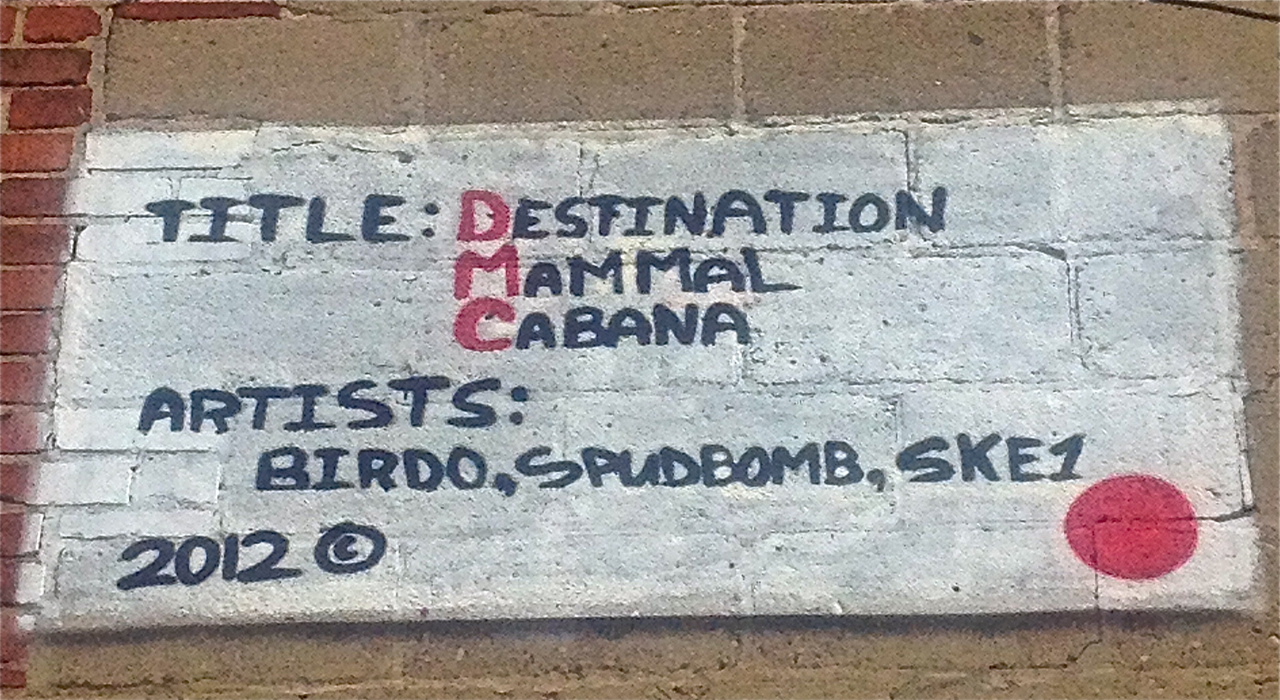 TITLE: DESTINATION
MAMMAL
CABANA
ARTISTS:
BIRDO, SPUDBOMB, SKE1
2012 ©